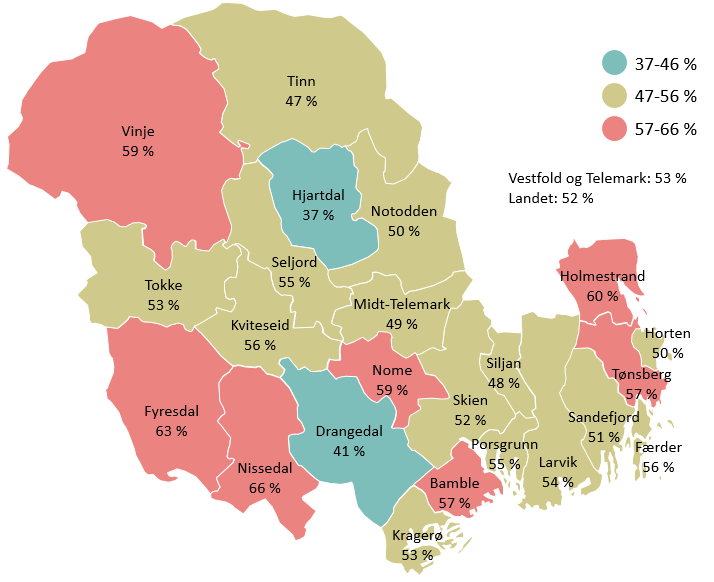 37-46 %
47-56 %
57-66 %
Vestfold og Telemark: 53 %
Landet: 52 %
Tinn
47 %
Vinje
59 %
Hjartdal
37 %
Notodden
50 %
Seljord
55 %
Tokke
53 %
Kviteseid
56 %
Midt-Telemark
49 %
Holmestrand
60 %
Horten
50 %
Tønsberg
57 %
Nome
59 %
Siljan
48 %
Skien
52 %
Fyresdal
63 %
Drangedal
41 %
Nissedal
66 %
Sandefjord
51 %
Færder
56 %
Porsgrunn
55 %
Larvik
54 %
Bamble
57 %
Kragerø
53 %